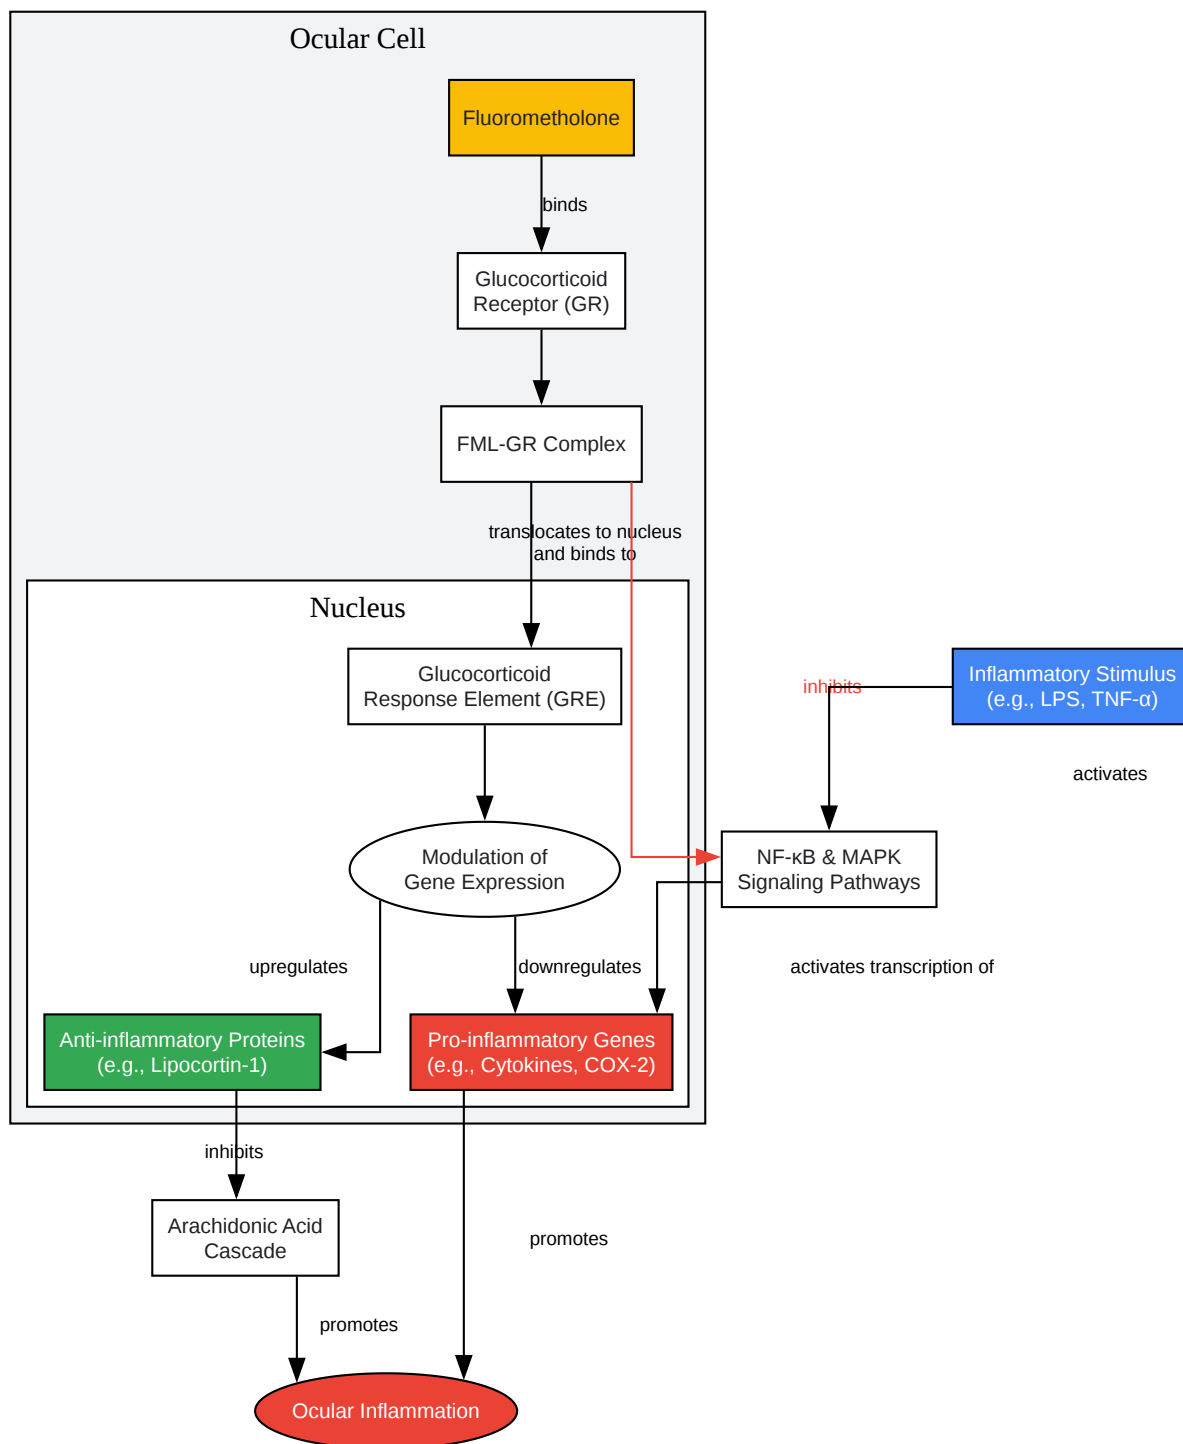 Ocular Cell
Fluorometholone
binds
Glucocorticoid
Receptor (GR)
FML-GR Complex
translocates to nucleus
and binds to
Nucleus
Glucocorticoid
Response Element (GRE)
inhibits
Inflammatory Stimulus
(e.g., LPS, TNF-α)
activates
Modulation of
Gene Expression
NF-κB & MAPK
Signaling Pathways
upregulates
downregulates
activates transcription of
Anti-inflammatory Proteins
(e.g., Lipocortin-1)
Pro-inflammatory Genes
(e.g., Cytokines, COX-2)
inhibits
Arachidonic Acid
Cascade
promotes
promotes
Ocular Inflammation